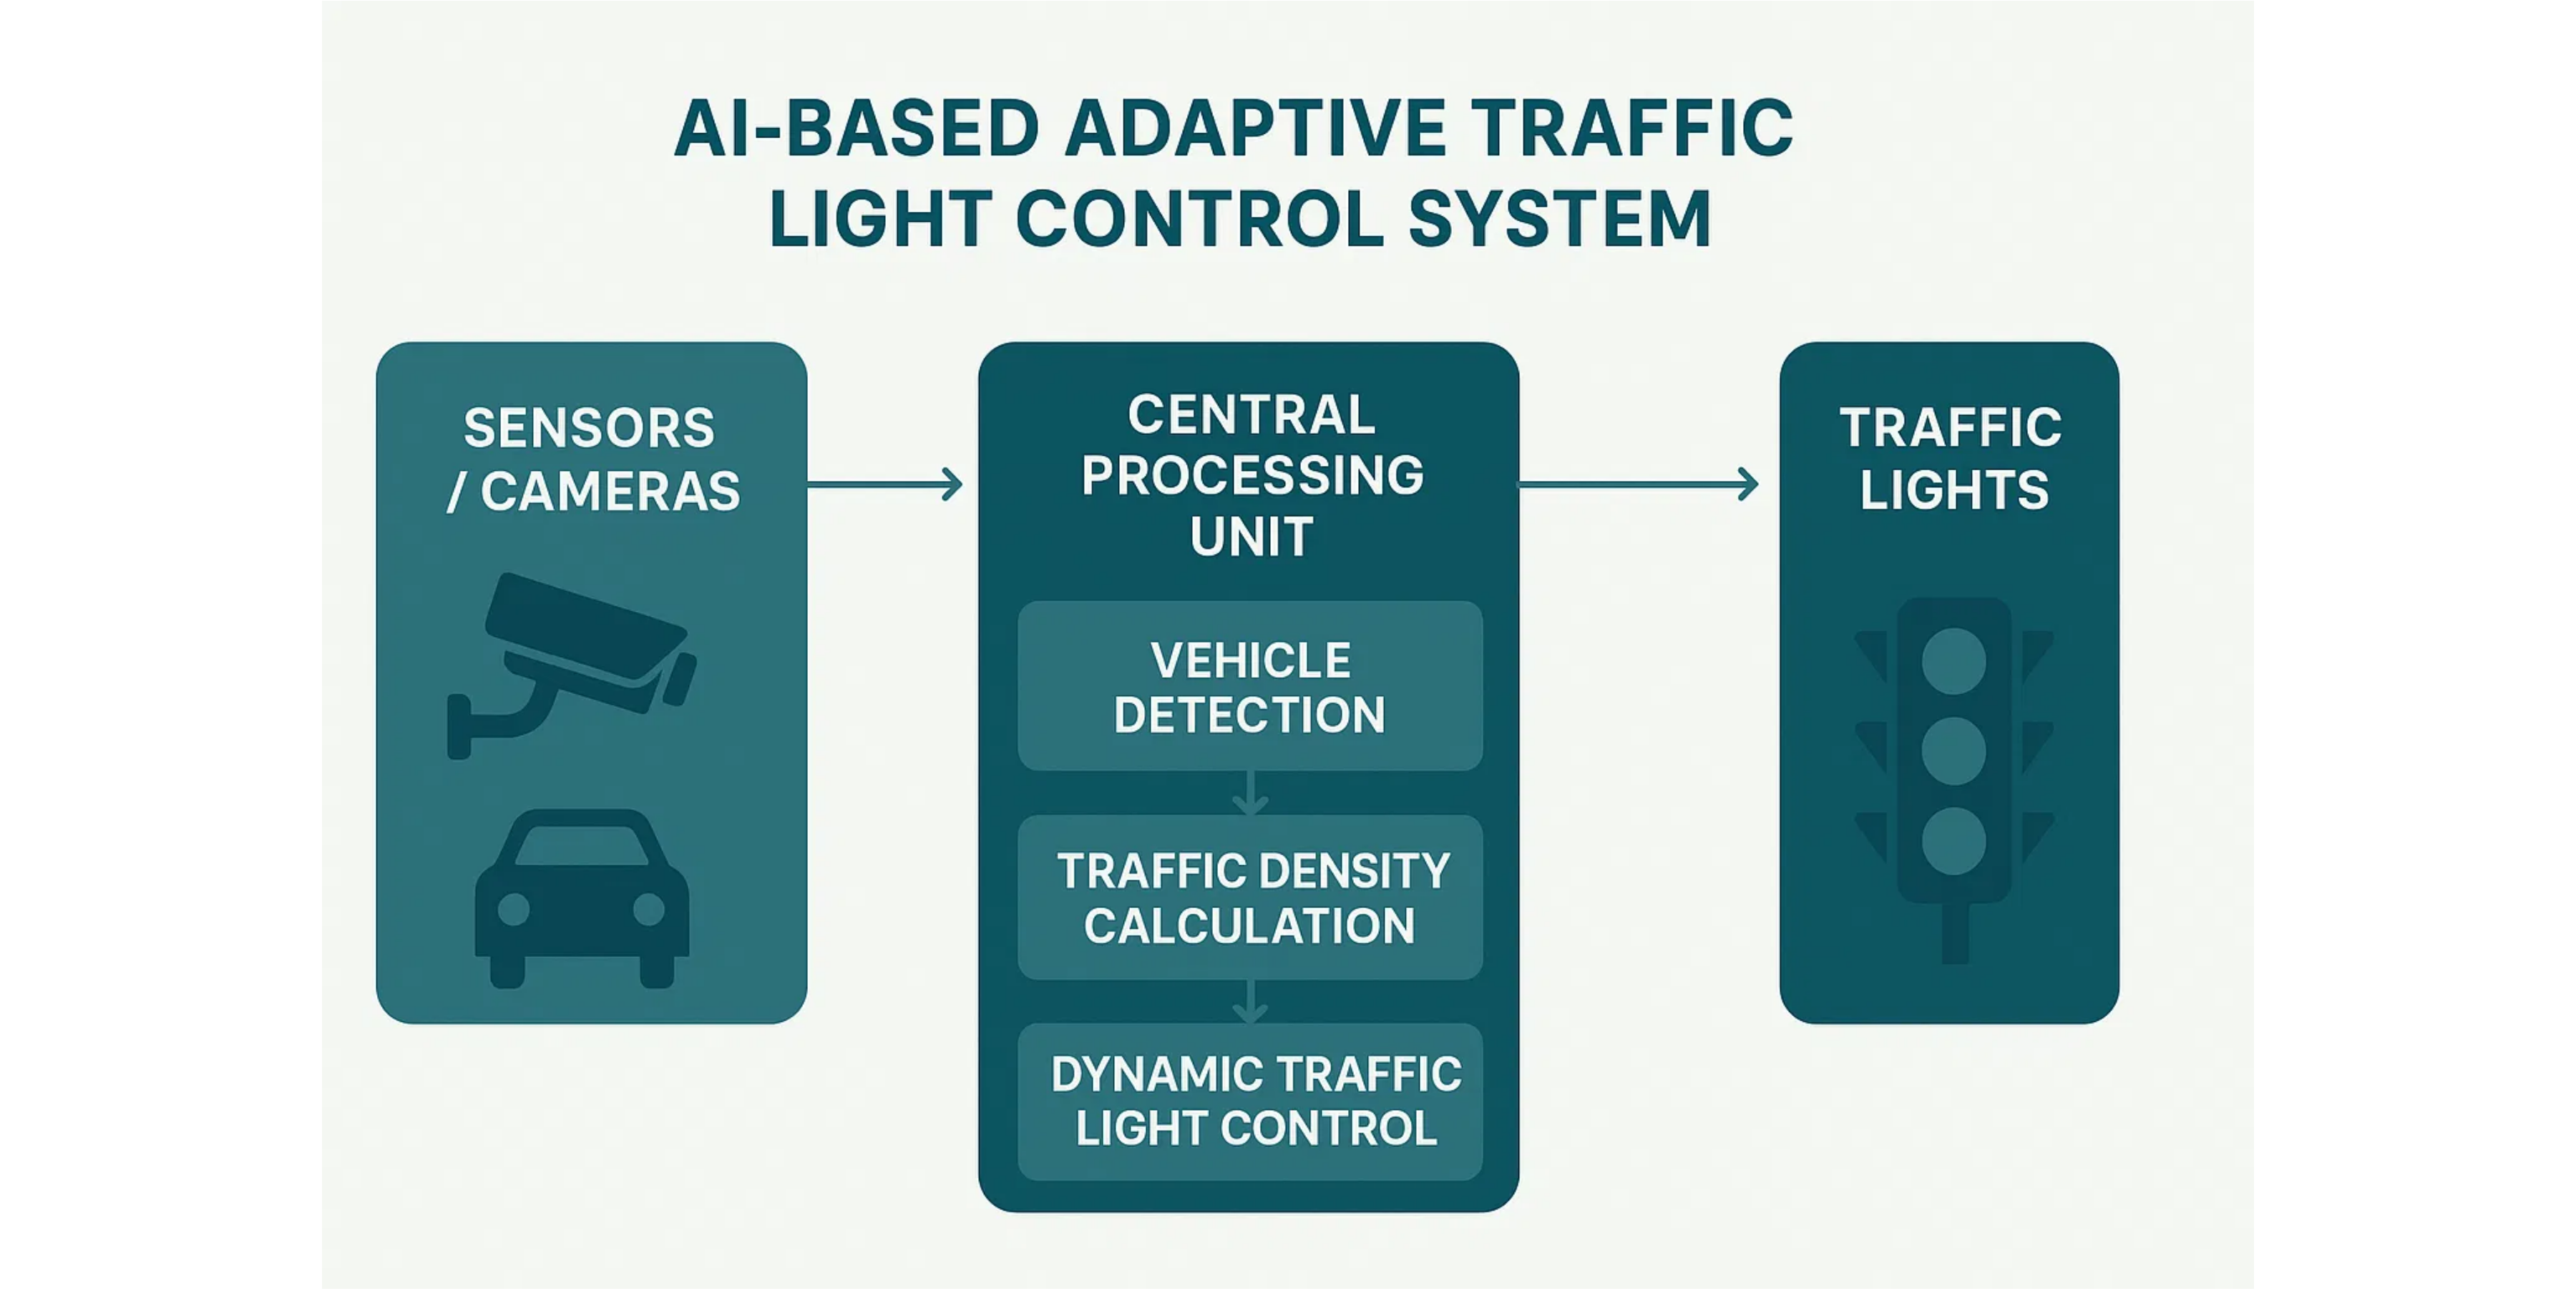 AI-BASED ADAPTIVE TRAFFIC
LIGHT CONTROL SYSTEM
SENSORS
/ CAMERAS
CENTRAL
PROCESSING
UNIT
VEHICLE
DETECTION
TRAFFIC DENSITY
CALCULATION
DYNAMIC TRAFFIC
LIGHT CONTROL
TRAFFIC
LIGHTS